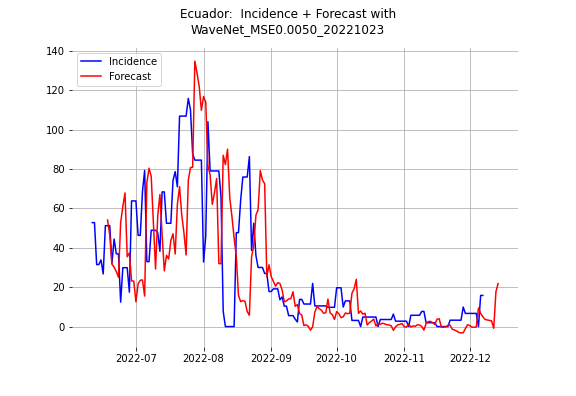 Ecuador:  Incidence + Forecast with
WaveNet_MSE0.0050_20221023
Incidence
Forecast
140
120
100
80
60
40
20
0
2022-07 2022-08 2022-09 2022-10 2022-11 2022-12